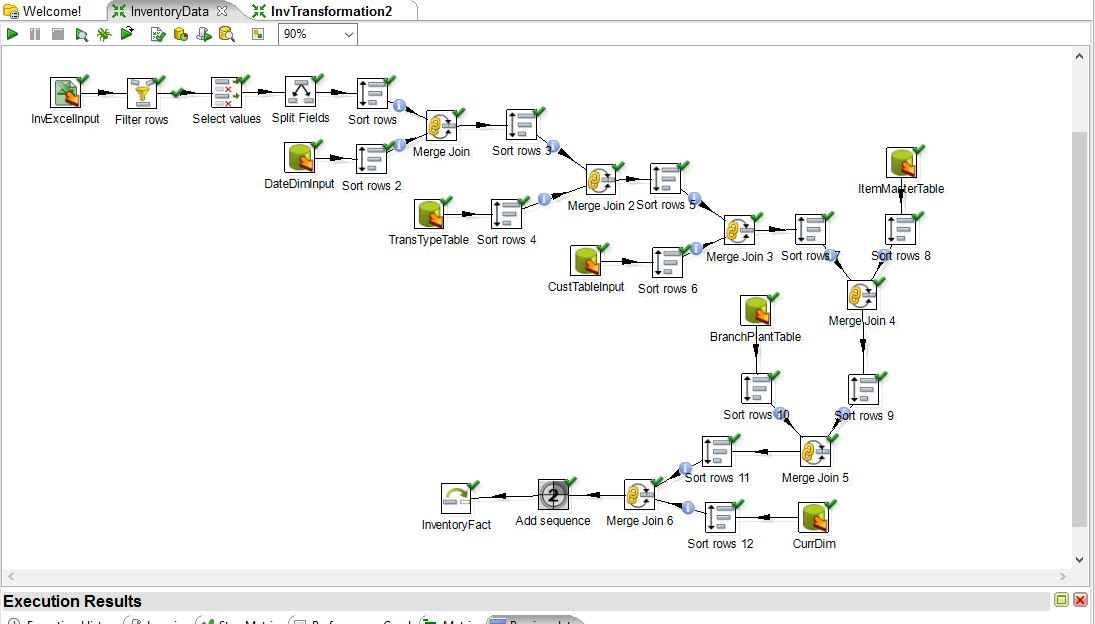 Welcome!
InventoryData
InvTransformation2
90%
InvExcelInput
Filter rows
Select values
Split Fields
Sort rows
Merge Join
Sort rows 3
DateDimInput
Sort rows 2
Merge Join 2
Sort rows 5
ItemMasterTable
TransTypeTable
Sort rows 4
Merge Join 3
Sort rows 7
Sort rows 8
CustTableInput
Sort rows 6
Merge Join 4
BranchPlantTable
Sort rows 10
Sort rows 9
Sort rows 11
Merge Join 5
InventoryFact
2
Add sequence
Merge Join 6
Sort rows 12
CurrDim
Execution Results